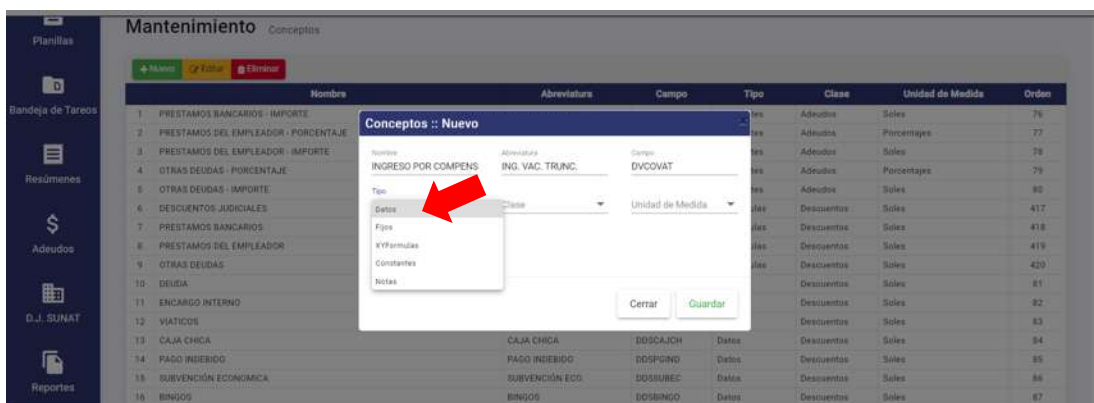 Mantenimiento Conceptos
Planillas
Bandeja de Tareos
Resúmenes
Adeudos
D.J. SUNAT
Reportes
Nuevo Editar Eliminar
Nombre Abreviatura Campo Tipo Clase Unidad de Medida Orden
1 PRESTAMOS BANCARIOS - IMPORTE Adeudos Soles 76
2 PRESTAMOS DEL EMPLEADOR - PORCENTAJE Adeudos Porcentajes 77
3 PRESTAMOS DEL EMPLEADOR - IMPORTE Adeudos Soles 78
4 OTRAS DEUDAS - PORCENTAJE Adeudos Porcentajes 79
5 OTRAS DEUDAS - IMPORTE Adeudos Soles 80
6 DESCUENTOS JUDICIALES Descuentos Soles 417
7 PRESTAMOS BANCARIOS Descuentos Soles 418
8 PRESTAMOS DEL EMPLEADOR Descuentos Soles 419
9 OTRAS DEUDAS Descuentos Soles 420
10 DEUDA Descuentos Soles 81
11 ENCARGO INTERNO Descuentos Soles 82
12 VIATICOS Descuentos Soles 83
13 CAJA CHICA CAJA CHICA DDSCAJCH Datos Descuentos Soles 84
14 PAGO INDEBIDO PAGO INDEBIDO DDSPGIND Datos Descuentos Soles 85
15 SUBVENCIÓN ECONOMICA SUBVENCIÓN ECO. DDSSUBEC Datos Descuentos Soles 86
16 BINGOS BINGOS DDSBINGO Datos Descuentos Soles 87
Conceptos :: Nuevo
Nombre Abreviatura Campo
INGRESO POR COMPENS ING. VAC. TRUNC. DVCOVAT
Tipo
Clase Unidad de Medida
Datos
Fijos
XYFormulas
Constantes
Notas
Cerrar Guardar